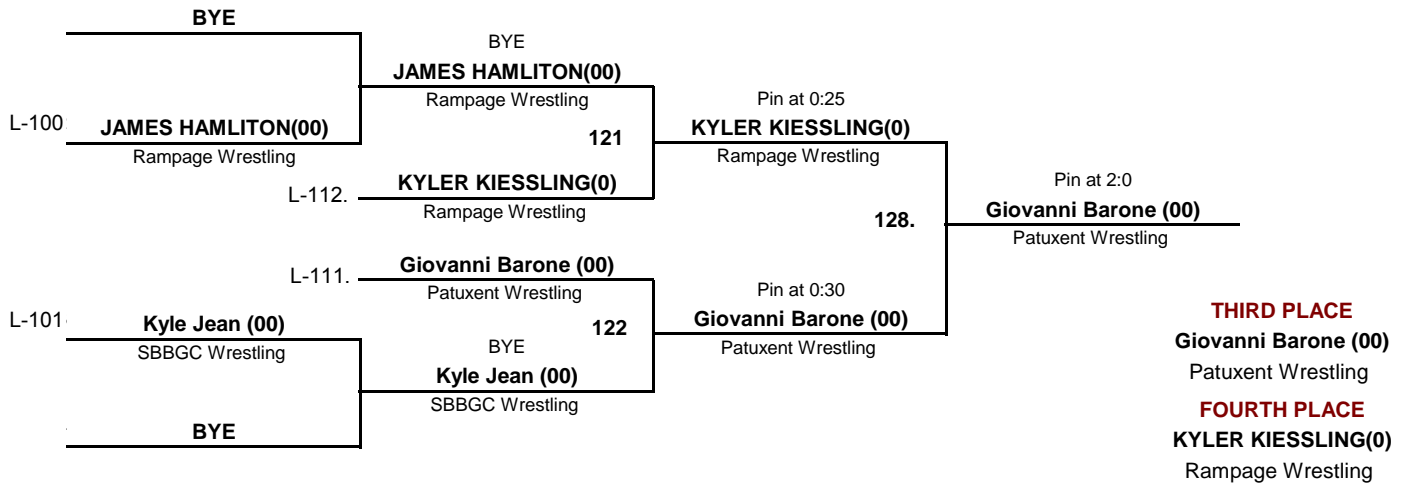 BYE
BYE
JAMES HAMLITON(00)
Rampage Wrestling
L-100
JAMES HAMLITON(00)
Rampage Wrestling
121
Pin at 0:25
KYLER KIESSLING(0)
Rampage Wrestling
L-112.
KYLER KIESSLING(0)
Rampage Wrestling
128.
Pin at 2:0
Giovanni Barone (00)
Patuxent Wrestling
L-111.
Giovanni Barone (00)
Patuxent Wrestling
Pin at 0:30
Giovanni Barone (00)
Patuxent Wrestling
L-101
Kyle Jean (00)
SBBGC Wrestling
122
BYE
Kyle Jean (00)
SBBGC Wrestling
BYE
THIRD PLACE
Giovanni Barone (00)
Patuxent Wrestling
FOURTH PLACE
KYLER KIESSLING(0)
Rampage Wrestling